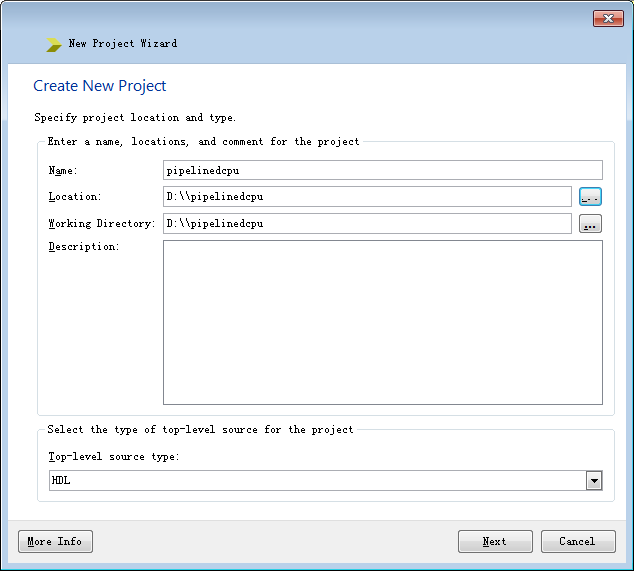 New Project Wizard
Create New Project
Specify project location and type.
Enter a name, locations, and comment for the project
Name:
pipelinedcpu
Location:
D:\\pipelinedcpu
...
Working Directory:
D:\\pipelinedcpu
...
Description:
Select the type of top-level source for the project
Top-level source type:
HDL
More Info
Next
Cancel